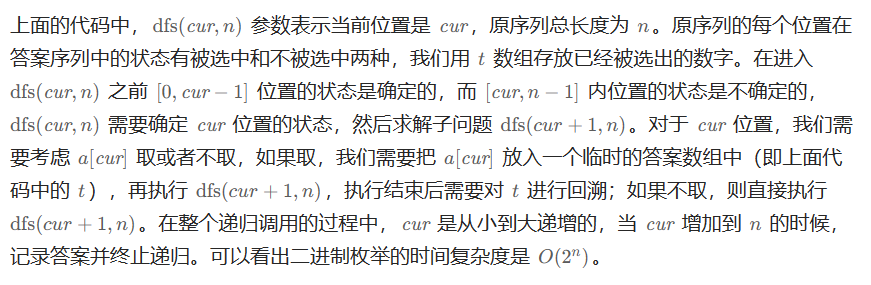 上面的代码中，dfs(cur, n) 参数表示当前位置是 cur，原序列总长度为 n。原序列的每个位置在
答案序列中的状态有被选中和不被选中两种，我们用 t 数组存放已经被选出的数字。在进入
dfs(cur, n) 之前 [0, cur − 1] 位置的状态是确定的，而 [cur, n − 1] 内位置的状态是不确定的，
dfs(cur, n) 需要确定 cur 位置的状态，然后求解子问题 dfs(cur + 1, n)。对于 cur 位置，我们需
要考虑 a[cur] 取或者不取，如果取，我们需要把 a[cur] 放入一个临时的答案数组中（即上面代
码中的 t），再执行 dfs(cur + 1, n)，执行结束后需要对 t 进行回溯；如果不取，则直接执行
dfs(cur + 1, n)。在整个递归调用的过程中，cur 是从小到大递增的，当 cur 增加到 n 的时候，
记录答案并终止递归。可以看出二进制枚举的时间复杂度是 O(2ⁿ)。